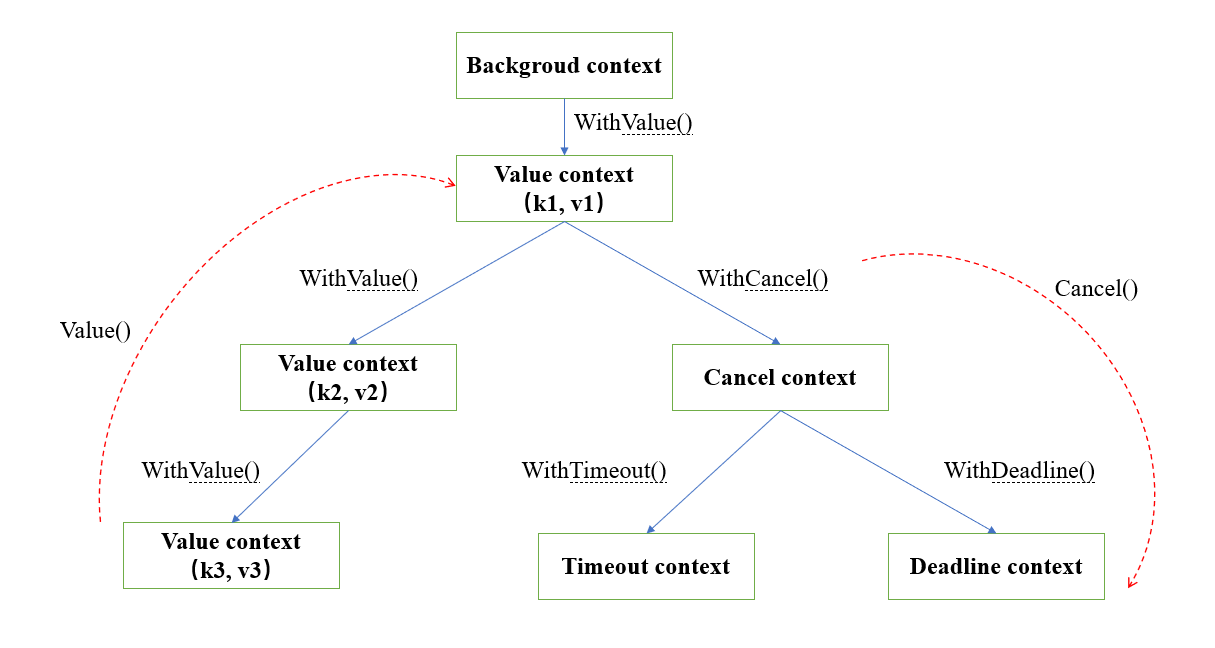 Backgroud context
WithValue()
Value context
（k1, v1）
WithValue()
WithCancel()
Cancel()
Value()
Value context
（k2, v2）
Cancel context
WithValue()
WithTimeout()
WithDeadline()
Value context
（k3, v3）
Timeout context
Deadline context